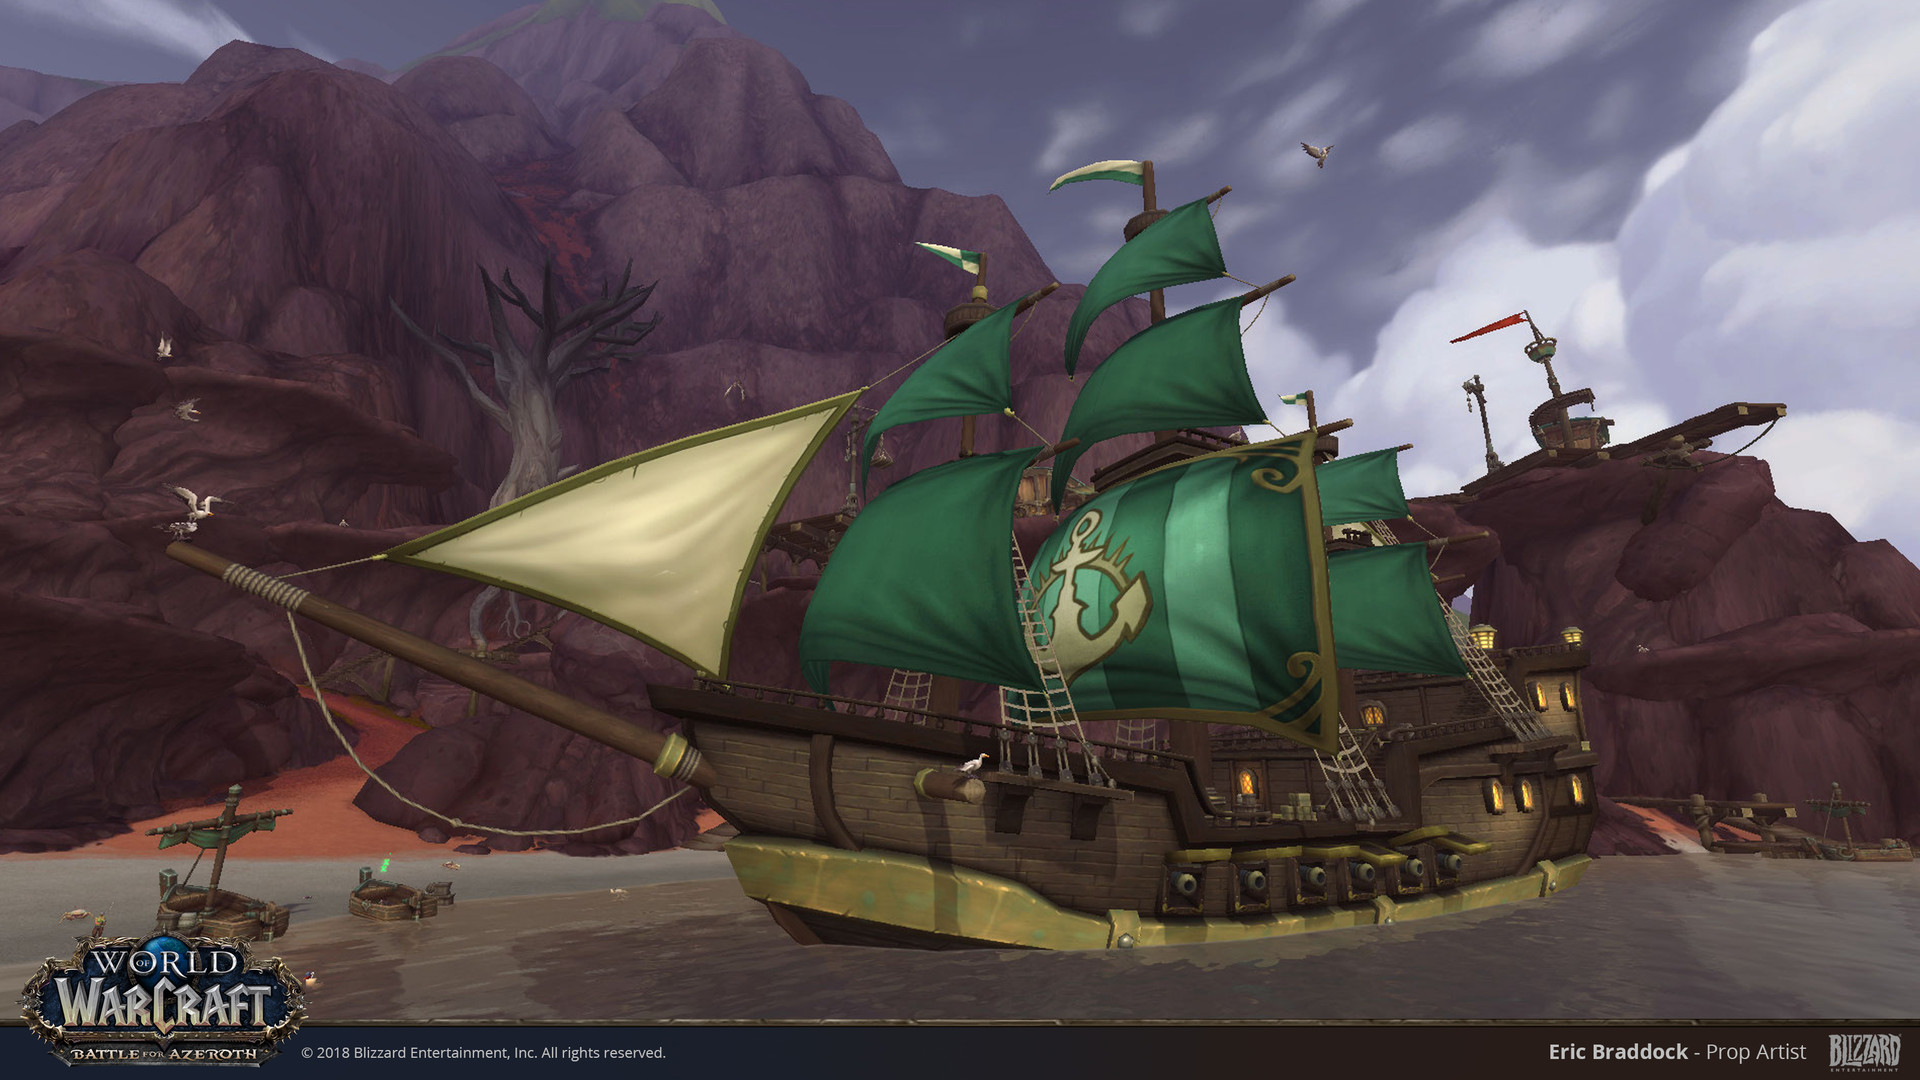 WORLD OF
WARCRAFT
BATTLE FOR AZEROTH
© 2018 Blizzard Entertainment, Inc. All rights reserved.
Eric Braddock - Prop Artist
BLIZZARD
ENTERTAINMENT